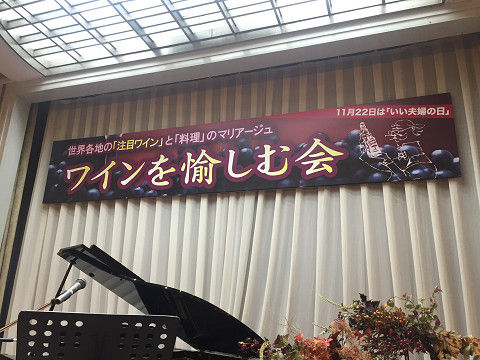 11月22日は「いい夫婦の日」
世界各地の「注目ワイン」と「料理」のマリアージュ
ワインを愉しむ会